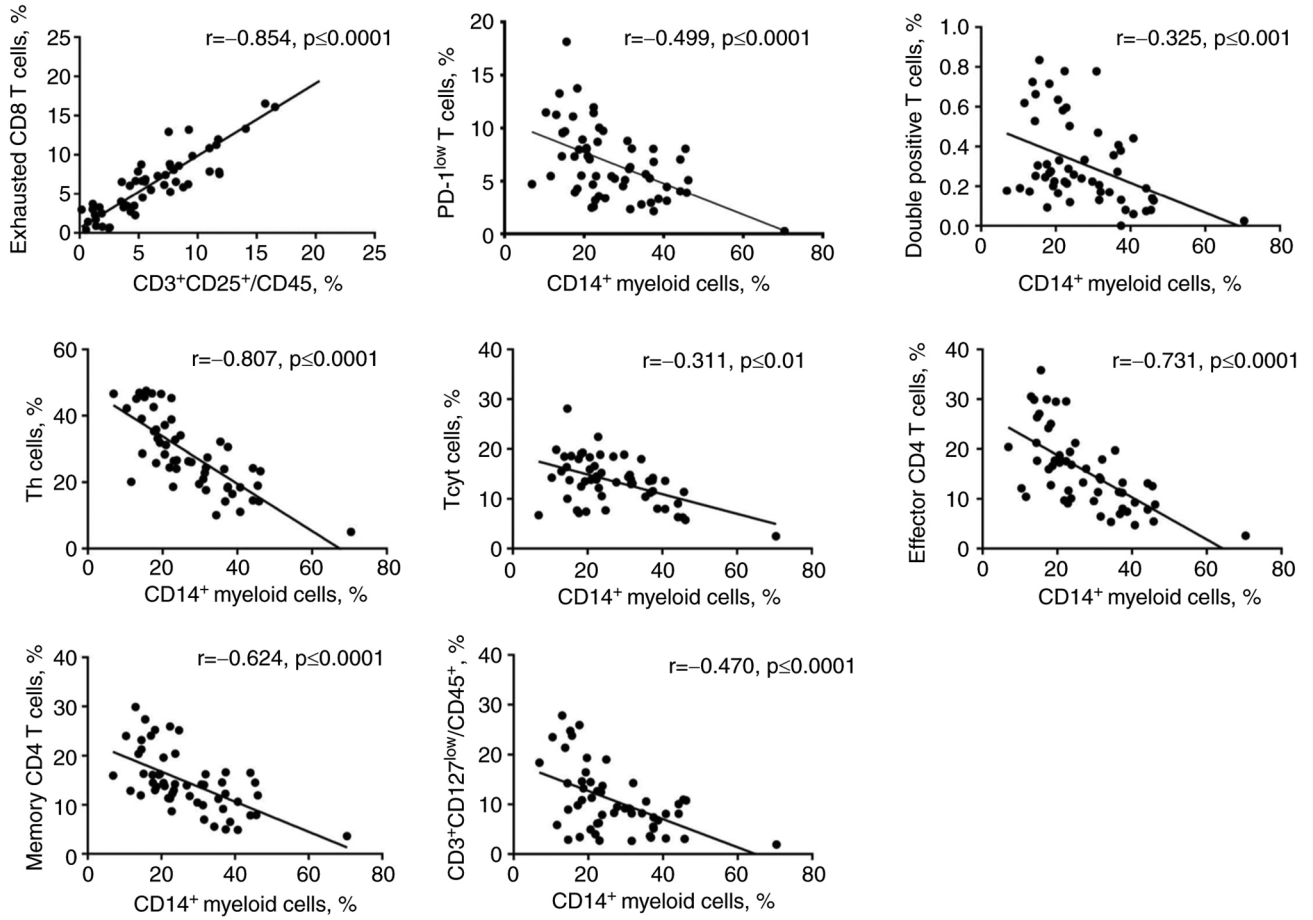 r=−0.854, p≤0.0001
Exhausted CD8 T cells, %
25
20
15
10
5
0
0 5 10 15 20 25
CD3⁺CD25⁺/CD45, %
r=−0.499, p≤0.0001
PD-1ˡᵒʷ T cells, %
20
15
10
5
0
0 20 40 60 80
CD14⁺ myeloid cells, %
r=−0.325, p≤0.001
Double positive T cells, %
1.0
0.8
0.6
0.4
0.2
0.0
0 20 40 60 80
CD14⁺ myeloid cells, %
r=−0.807, p≤0.0001
Th cells, %
60
40
20
0
0 20 40 60 80
CD14⁺ myeloid cells, %
r=−0.311, p≤0.01
Tcyt cells, %
40
30
20
10
0
0 20 40 60 80
CD14⁺ myeloid cells, %
r=−0.731, p≤0.0001
Effector CD4 T cells, %
40
30
20
10
0
0 20 40 60 80
CD14⁺ myeloid cells, %
r=−0.624, p≤0.0001
Memory CD4 T cells, %
40
30
20
10
0
0 20 40 60 80
CD14⁺ myeloid cells, %
r=−0.470, p≤0.0001
CD3⁺CD127ˡᵒʷ/CD45⁺, %
40
30
20
10
0
0 20 40 60 80
CD14⁺ myeloid cells, %